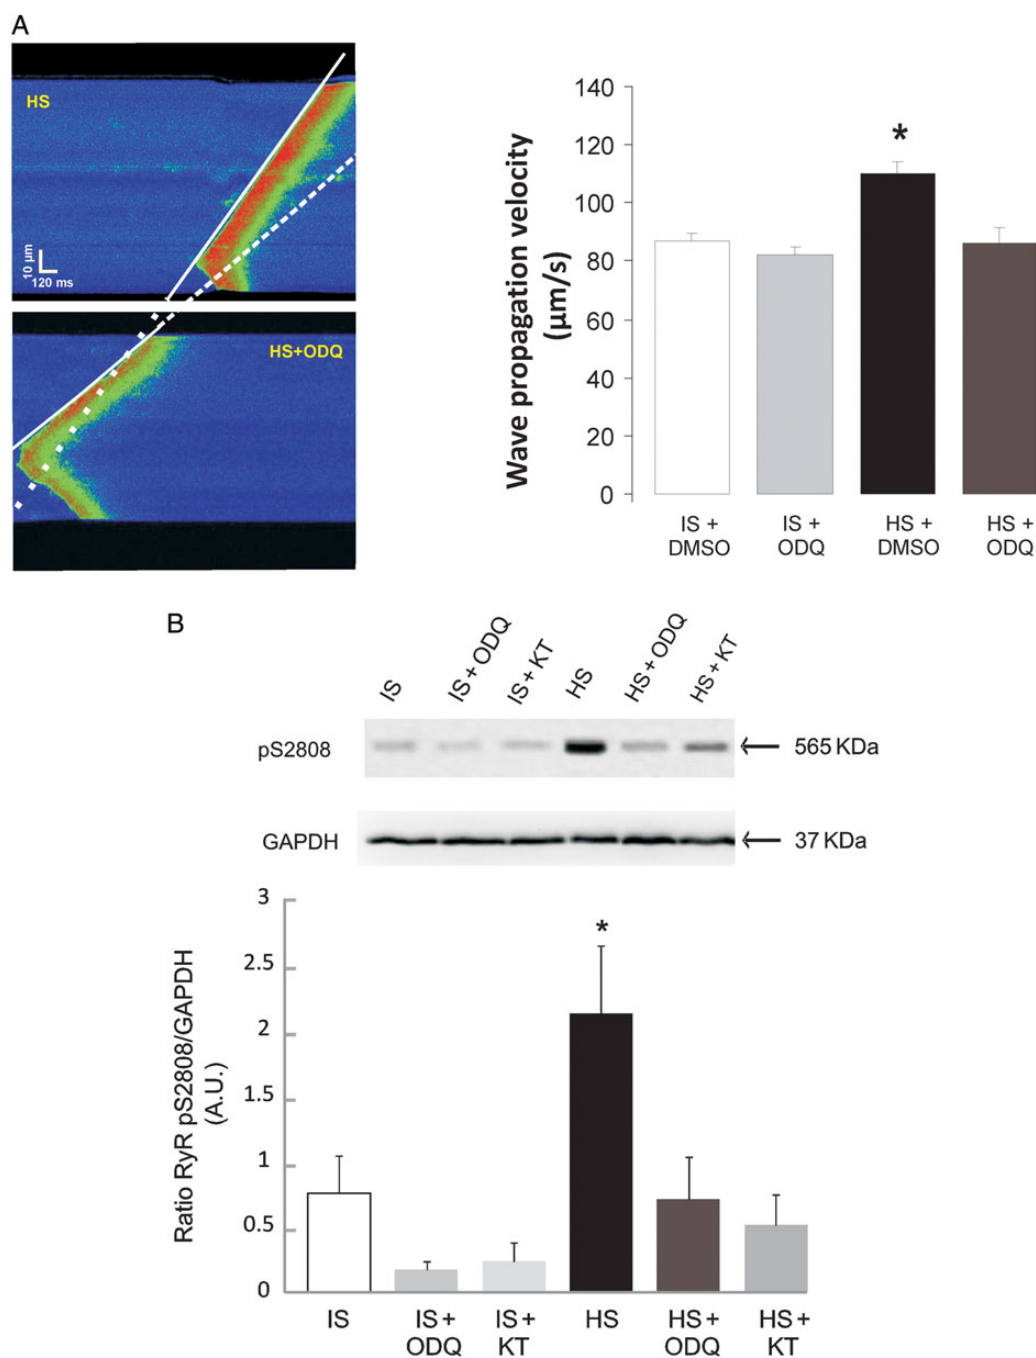 A
HS
10 µm
120 ms
HS+ODQ
Wave propagation velocity
(µm/s)
140
120
100
80
60
40
20
0
*
IS +
DMSO
IS +
ODQ
HS +
DMSO
HS +
ODQ
B
IS
IS + ODQ
IS + KT
HS
HS + ODQ
HS + KT
pS2808
565 KDa
GAPDH
37 KDa
Ratio RyR pS2808/GAPDH
(A.U.)
3
2.5
2
1.5
1
0.5
0
*
IS
IS +
ODQ
IS +
KT
HS
HS +
ODQ
HS +
KT